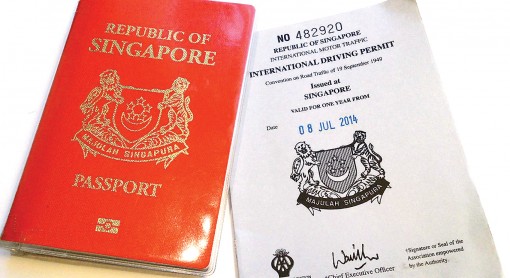 REPUBLIC OF
SINGAPORE
MAJULAH SINGAPURA
PASSPORT
NO 482920
REPUBLIC OF SINGAPORE
INTERNATIONAL MOTOR TRAFFIC
INTERNATIONAL DRIVING PERMIT
Convention on Road Traffic of 19 September 1949
Issued at
SINGAPORE
VALID FOR ONE YEAR FROM
Date 08 JUL 2014
MAJULAH SINGAPURA
*Chief Executive Officer
†Signature or Seal of the
Association empowered
by the Authority.